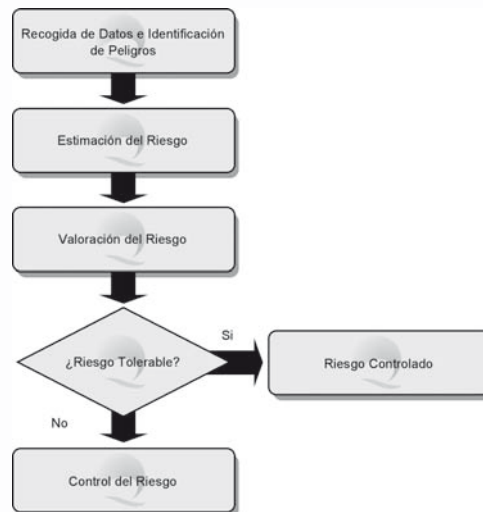 Recogida de Datos e Identificación
de Peligros
Estimación del Riesgo
Valoración del Riesgo
¿Riesgo Tolerable?
Si
Riesgo Controlado
No
Control del Riesgo